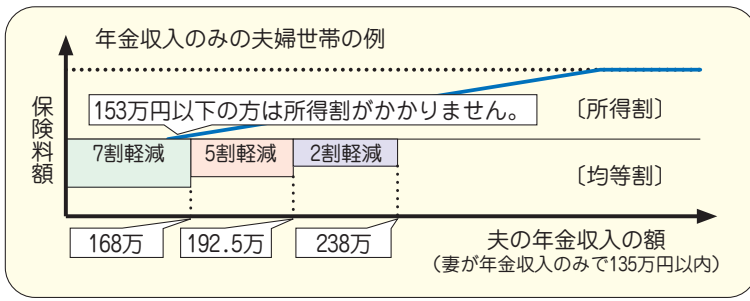 年金収入のみの夫婦世帯の例
保険料額
153万円以下の方は所得割がかかりません。
〔所得割〕
7割軽減
5割軽減
2割軽減
〔均等割〕
168万
192.5万
238万
夫の年金収入の額
（妻が年金収入のみで135万円以内）